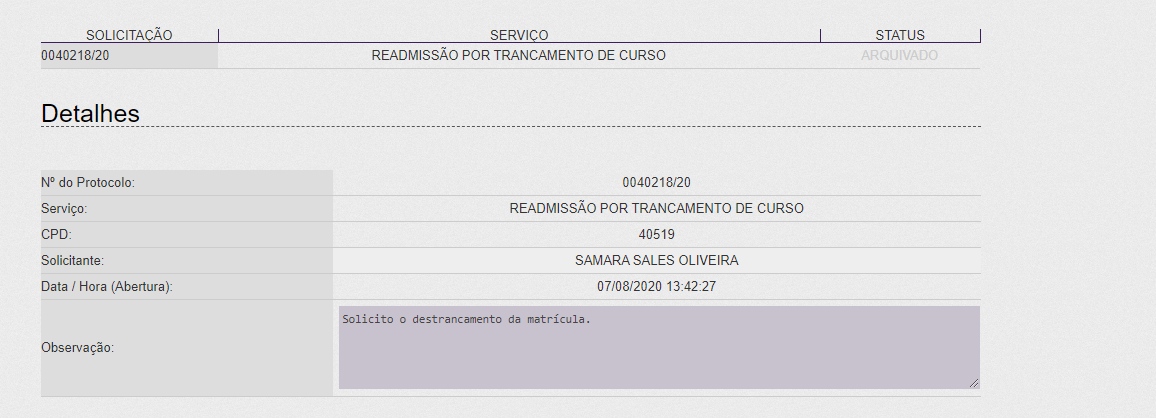 SOLICITAÇÃO SERVIÇO STATUS
0040218/20 READMISSÃO POR TRANCAMENTO DE CURSO ARQUIVADO
Detalhes
Nº do Protocolo: 0040218/20
Serviço: READMISSÃO POR TRANCAMENTO DE CURSO
CPD: 40519
Solicitante: SAMARA SALES OLIVEIRA
Data / Hora (Abertura): 07/08/2020 13:42:27
Observação: Solicito o destrancamento da matrícula.